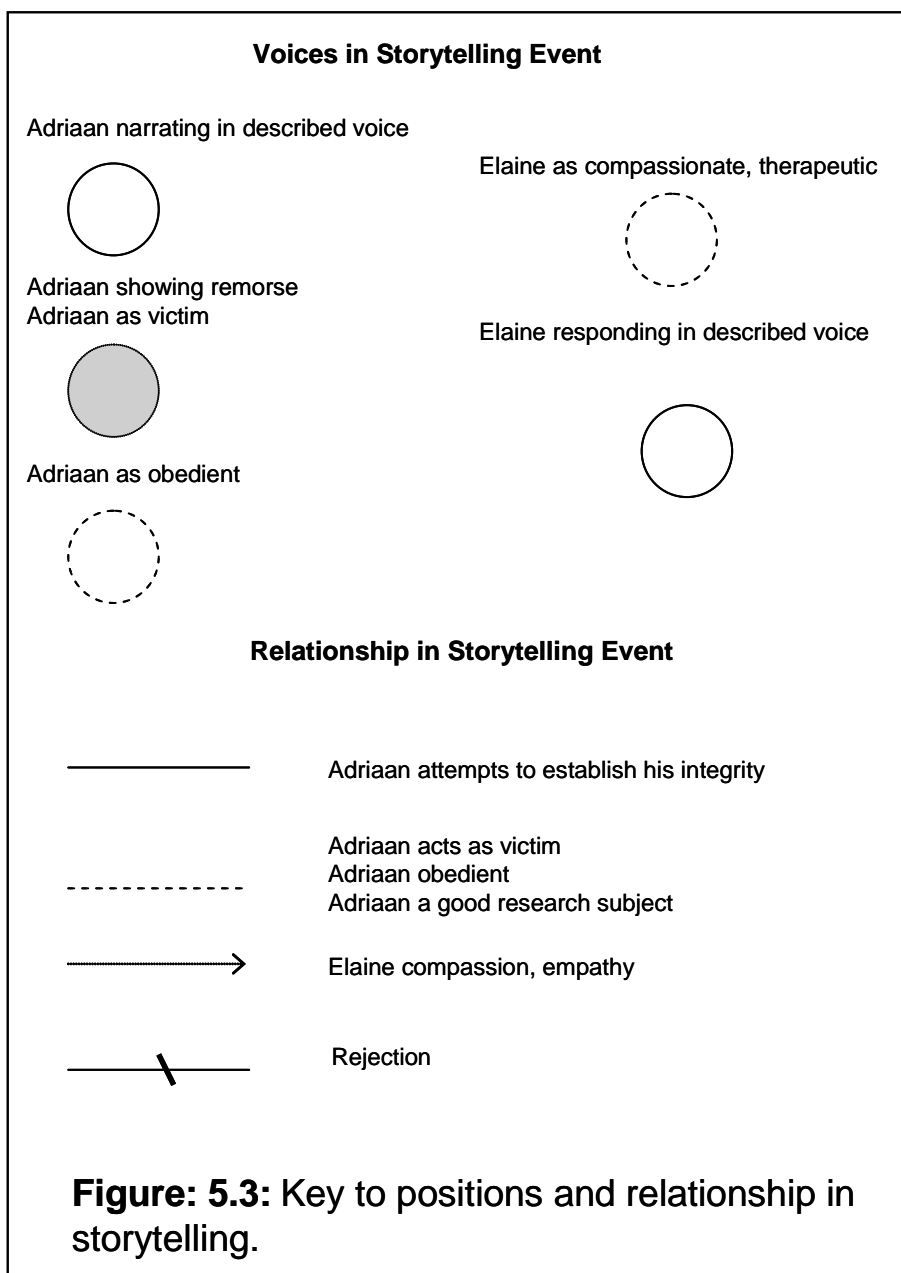 Voices in Storytelling Event
Adriaan narrating in described voice
Elaine as compassionate, therapeutic
Adriaan showing remorse
Adriaan as victim
Elaine responding in described voice
Adriaan as obedient
Relationship in Storytelling Event
Adriaan attempts to establish his integrity
Adriaan acts as victim
Adriaan obedient
Adriaan a good research subject
Elaine compassion, empathy
Rejection
Figure: 5.3: Key to positions and relationship in
storytelling.